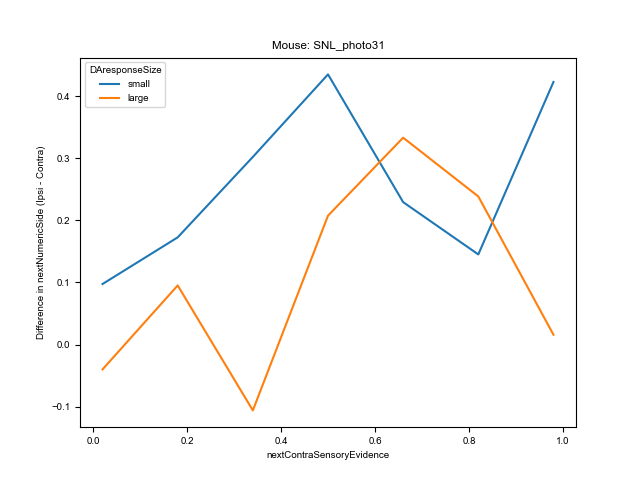 Mouse: SNL_photo31
DAresponseSize
small
large
Difference in nextNumericSide (Ipsi - Contra)
0.4
0.3
0.2
0.1
0.0
−0.1
0.0 0.2 0.4 0.6 0.8 1.0
nextContraSensoryEvidence